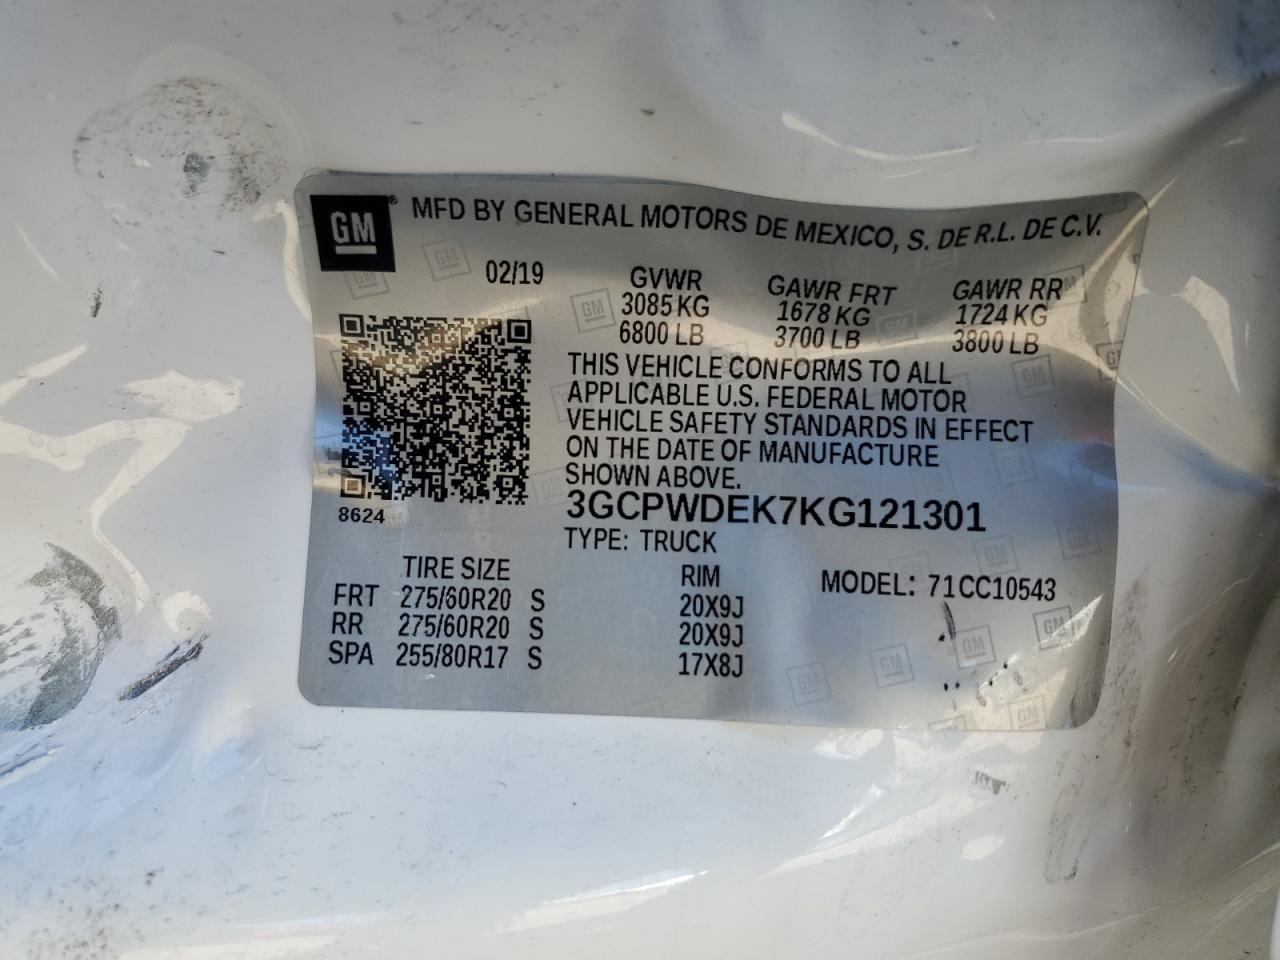 GM® MFD BY GENERAL MOTORS DE MEXICO, S. DE R.L. DE C.V.
02/19 GVWR GAWR FRT GAWR RR
3085 KG 1678 KG 1724 KG
6800 LB 3700 LB 3800 LB
THIS VEHICLE CONFORMS TO ALL
APPLICABLE U.S. FEDERAL MOTOR
VEHICLE SAFETY STANDARDS IN EFFECT
ON THE DATE OF MANUFACTURE
SHOWN ABOVE.
8624 3GCPWDEK7KG121301
TYPE: TRUCK
TIRE SIZE RIM MODEL: 71CC10543
FRT 275/60R20 S 20X9J
RR 275/60R20 S 20X9J
SPA 255/80R17 S 17X8J